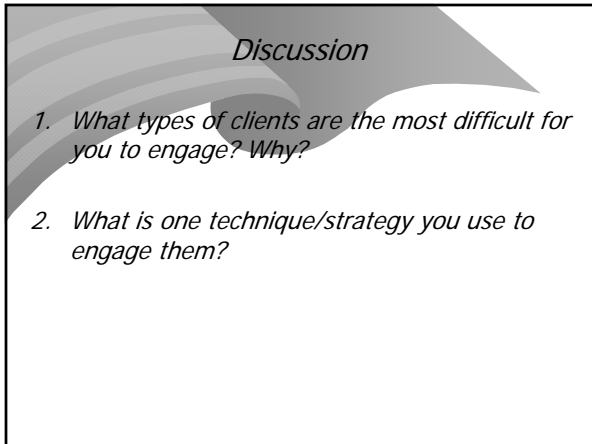 Discussion
1. What types of clients are the most difficult for
you to engage? Why?
2. What is one technique/strategy you use to
engage them?